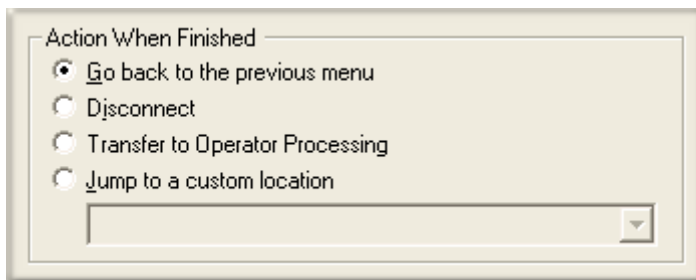 Action When Finished
Go back to the previous menu
Disconnect
Transfer to Operator Processing
Jump to a custom location